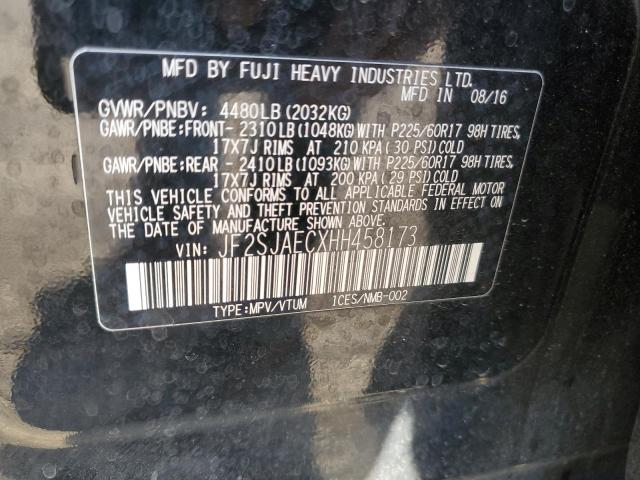 MFD BY FUJI HEAVY INDUSTRIES LTD.
MFD IN 08/16
GVWR/PNBV: 4480LB(2032KG)
GAWR/PNBE:FRONT- 2310LB(1048KG)WITH P225/60R17 98H TIRES,
17X7J RIMS AT 210 KPA( 30 PSI)COLD
GAWR/PNBE:REAR - 2410LB(1093KG)WITH P225/60R17 98H TIRES,
17X7J RIMS AT 200 KPA( 29 PSI)COLD
THIS VEHICLE CONFORMS TO ALL APPLICABLE FEDERAL MOTOR
VEHICLE SAFETY AND THEFT PREVENTION STANDARDS IN EFFECT ON
THE DATE OF MANUFACTURE SHOWN ABOVE.
VIN: JF2SJAECXHH458173
TYPE:MPV/VTUM ICES/NMB-002